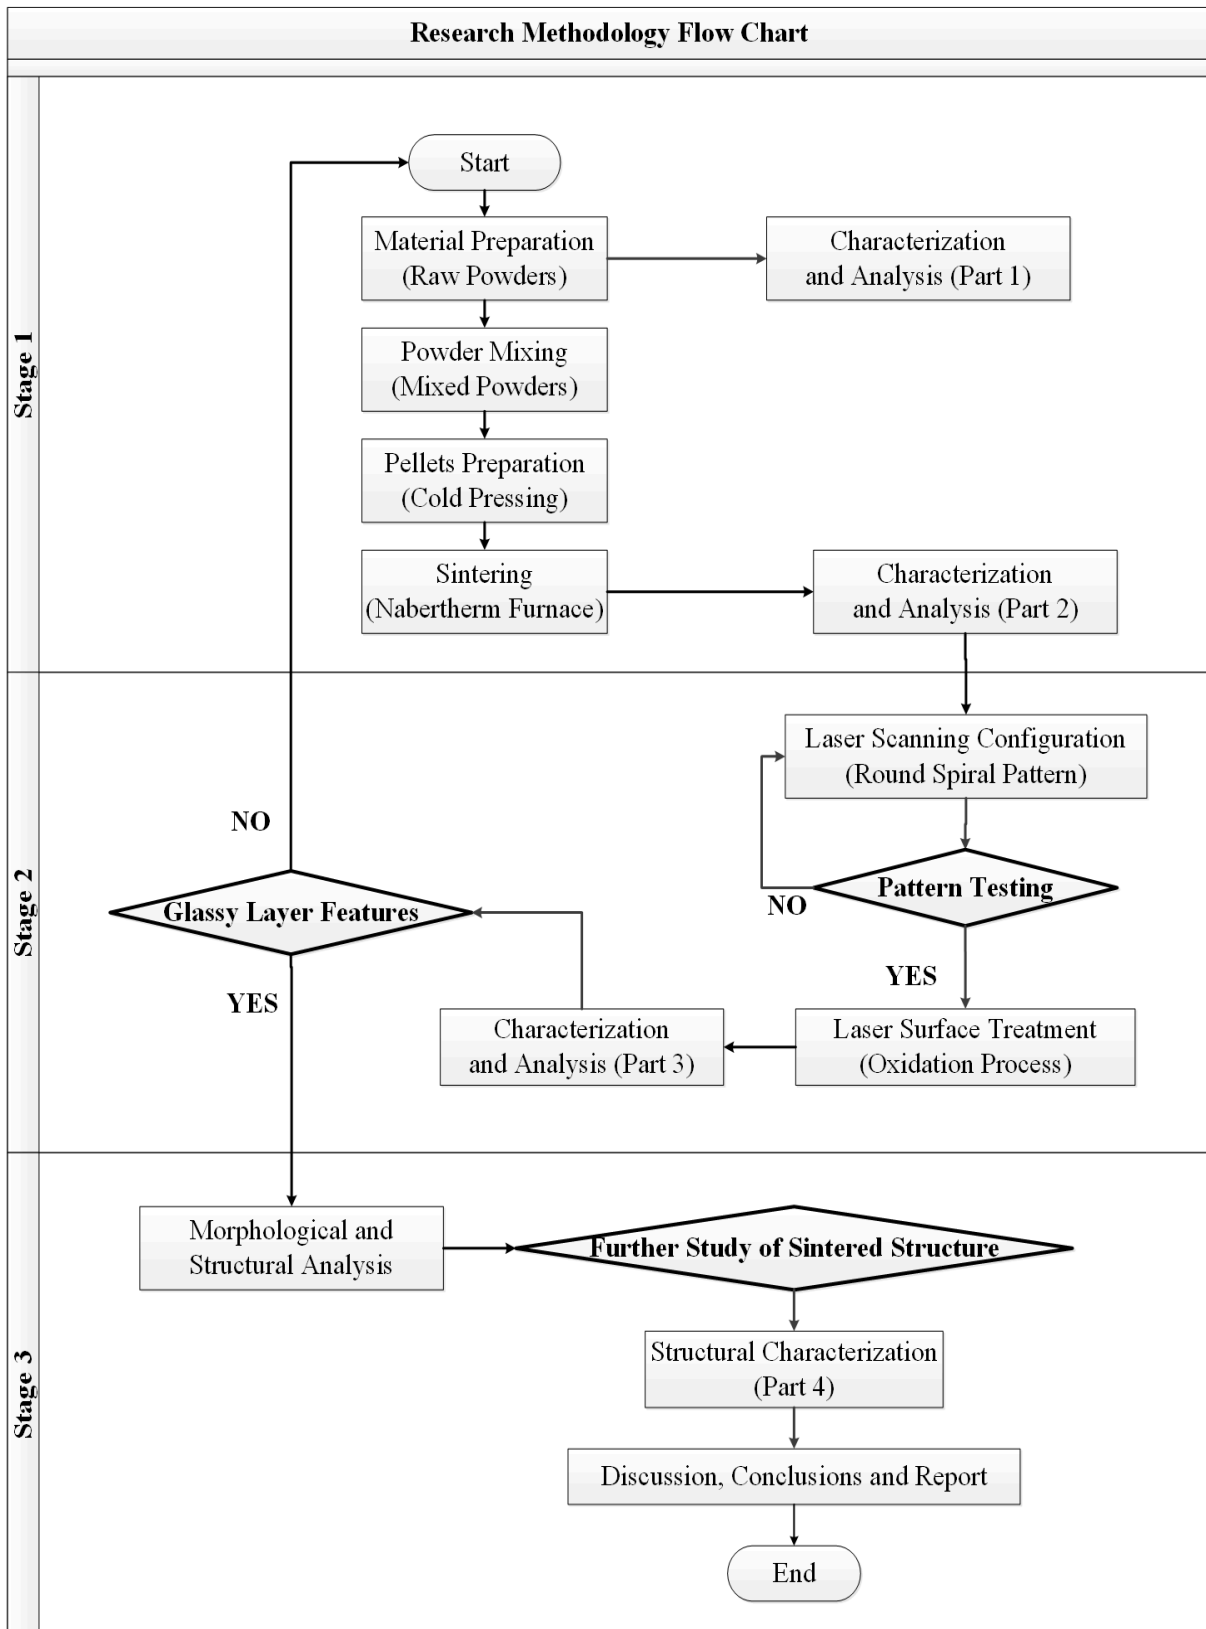 Research Methodology Flow Chart
Stage 1
Start
Material Preparation
(Raw Powders)
Characterization
and Analysis (Part 1)
Powder Mixing
(Mixed Powders)
Pellets Preparation
(Cold Pressing)
Sintering
(Nabertherm Furnace)
Characterization
and Analysis (Part 2)
Stage 2
Laser Scanning Configuration
(Round Spiral Pattern)
NO
Pattern Testing
NO
Glassy Layer Features
YES
YES
Laser Surface Treatment
(Oxidation Process)
Characterization
and Analysis (Part 3)
Stage 3
Morphological and
Structural Analysis
Further Study of Sintered Structure
Structural Characterization
(Part 4)
Discussion, Conclusions and Report
End